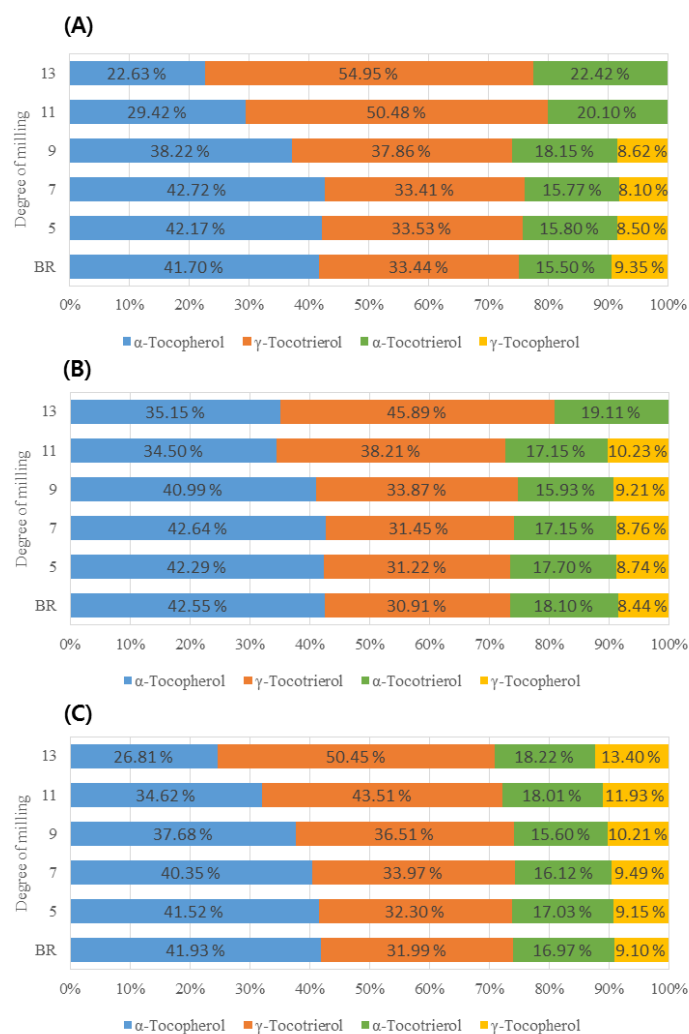 (A)
Degree of milling
13 22.63 % 54.95 % 22.42 %
11 29.42 % 50.48 % 20.10 %
9 38.22 % 37.86 % 18.15 % 8.62 %
7 42.72 % 33.41 % 15.77 % 8.10 %
5 42.17 % 33.53 % 15.80 % 8.50 %
BR 41.70 % 33.44 % 15.50 % 9.35 %
0% 10% 20% 30% 40% 50% 60% 70% 80% 90% 100%
α-Tocopherol γ-Tocotrierol α-Tocotrierol γ-Tocopherol
(B)
Degree of milling
13 35.15 % 45.89 % 19.11 %
11 34.50 % 38.21 % 17.15 % 10.23 %
9 40.99 % 33.87 % 15.93 % 9.21 %
7 42.64 % 31.45 % 17.15 % 8.76 %
5 42.29 % 31.22 % 17.70 % 8.74 %
BR 42.55 % 30.91 % 18.10 % 8.44 %
0% 10% 20% 30% 40% 50% 60% 70% 80% 90% 100%
α-Tocopherol γ-Tocotrierol α-Tocotrierol γ-Tocopherol
(C)
Degree of milling
13 26.81 % 50.45 % 18.22 % 13.40 %
11 34.62 % 43.51 % 18.01 % 11.93 %
9 37.68 % 36.51 % 15.60 % 10.21 %
7 40.35 % 33.97 % 16.12 % 9.49 %
5 41.52 % 32.30 % 17.03 % 9.15 %
BR 41.93 % 31.99 % 16.97 % 9.10 %
0% 10% 20% 30% 40% 50% 60% 70% 80% 90% 100%
α-Tocopherol γ-Tocotrierol α-Tocotrierol γ-Tocopherol